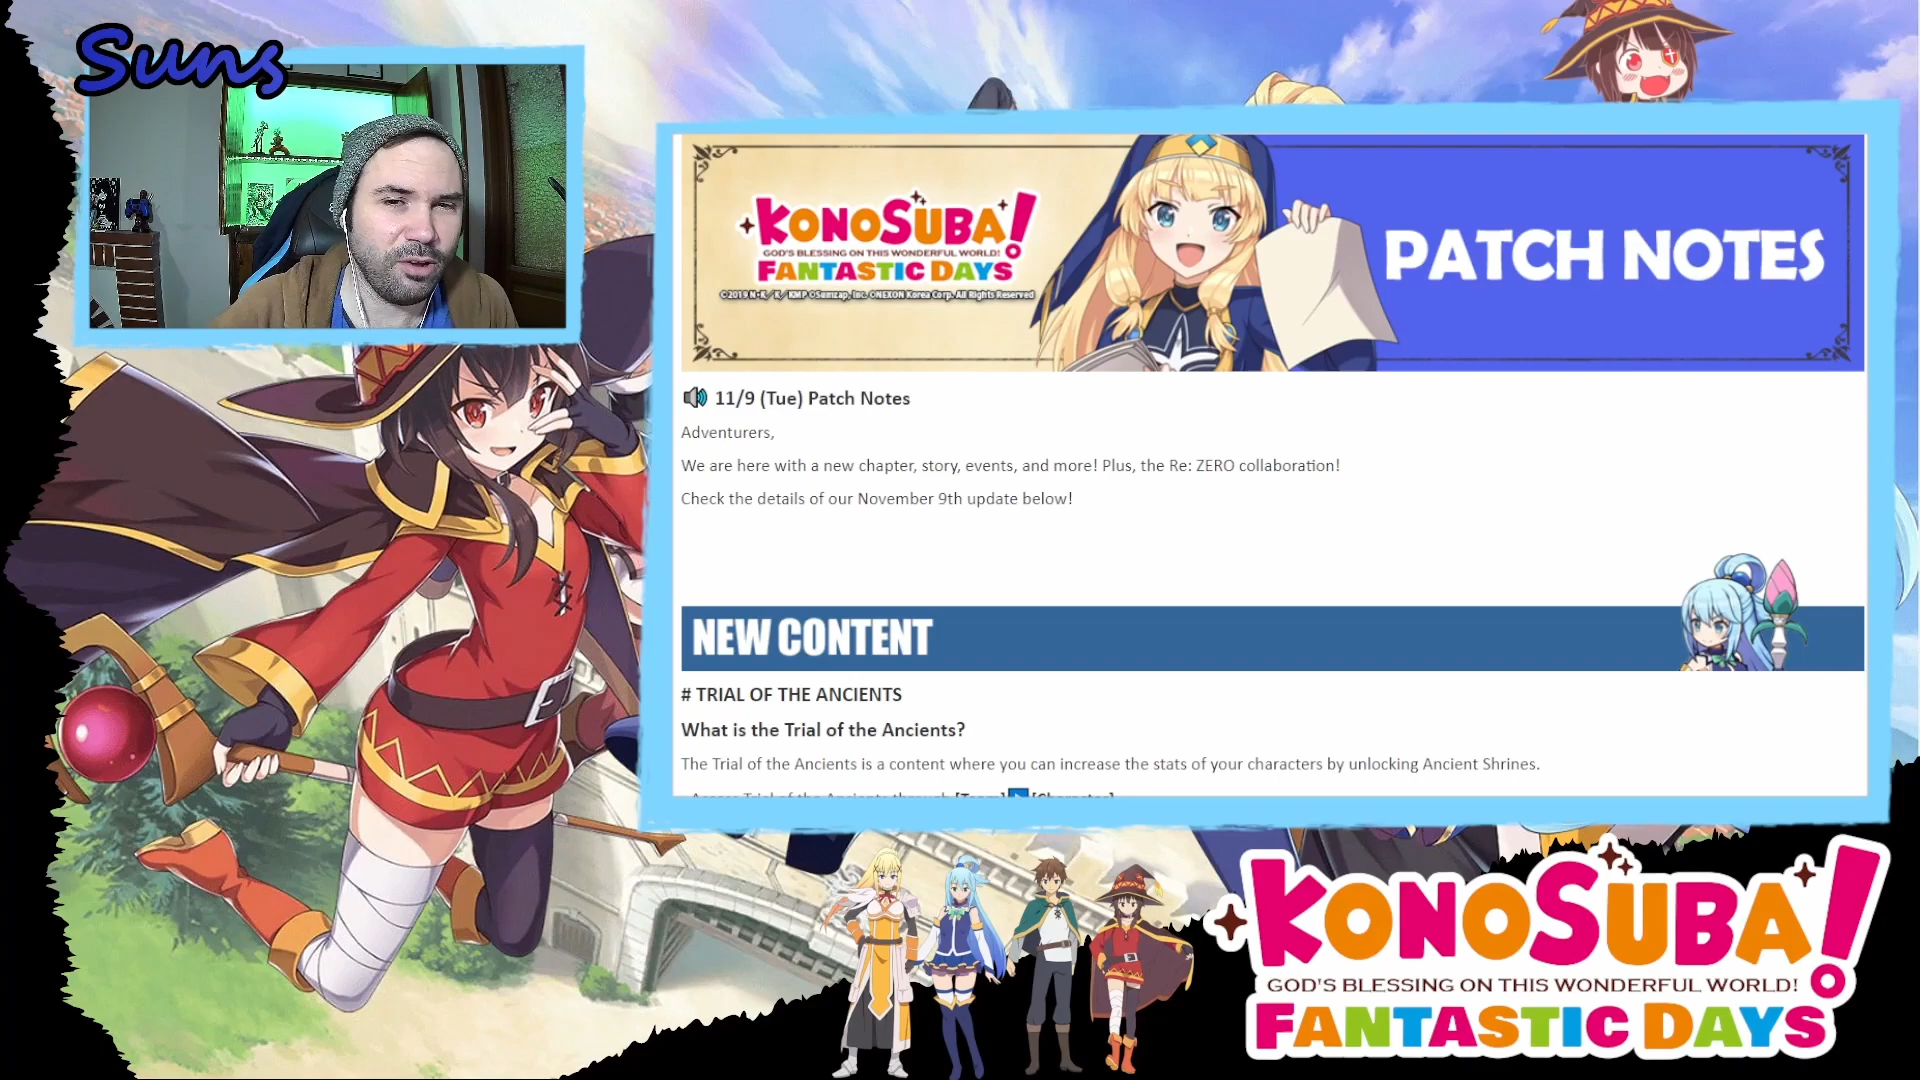 Suns
KONOSUBA!
GOD'S BLESSING ON THIS WONDERFUL WORLD!
FANTASTIC DAYS
PATCH NOTES
11/9 (Tue) Patch Notes
Adventurers,
We are here with a new chapter, story, events, and more! Plus, the Re: ZERO collaboration!
Check the details of our November 9th update below!
NEW CONTENT
# TRIAL OF THE ANCIENTS
What is the Trial of the Ancients?
The Trial of the Ancients is a content where you can increase the stats of your characters by unlocking Ancient Shrines.
KONOSUBA!
GOD'S BLESSING ON THIS WONDERFUL WORLD!
FANTASTIC DAYS